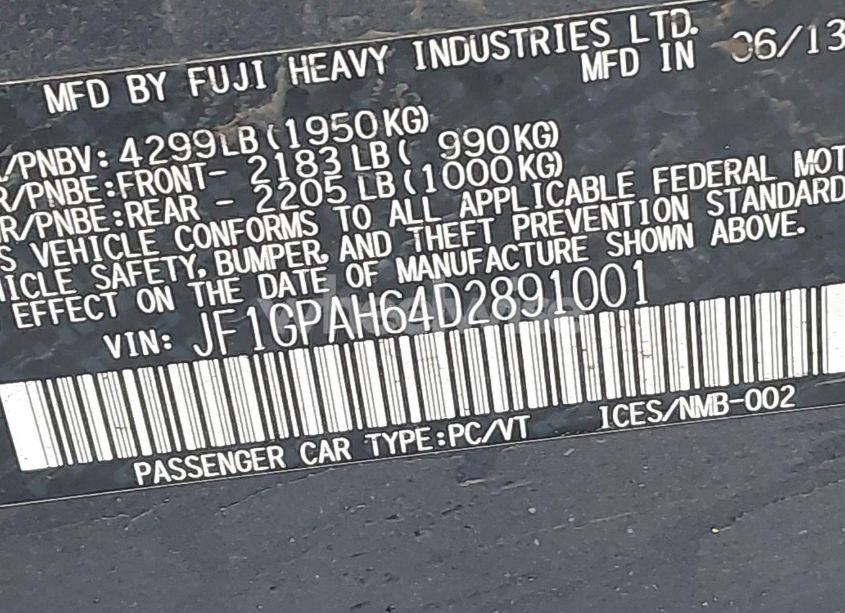 MFD BY FUJI HEAVY INDUSTRIES LTD.
MFD IN 06/13
/PNBV: 4299LB(1950KG)
R/PNBE:FRONT- 2183 LB( 990KG)
R/PNBE:REAR - 2205 LB(1000KG)
S VEHICLE CONFORMS TO ALL APPLICABLE FEDERAL MOT
HICLE SAFETY, BUMPER, AND THEFT PREVENTION STANDARD
EFFECT ON THE DATE OF MANUFACTURE SHOWN ABOVE.
VIN: JF1GPAH64D2891001
PASSENGER CAR TYPE:PC/VT ICES/NMB-002